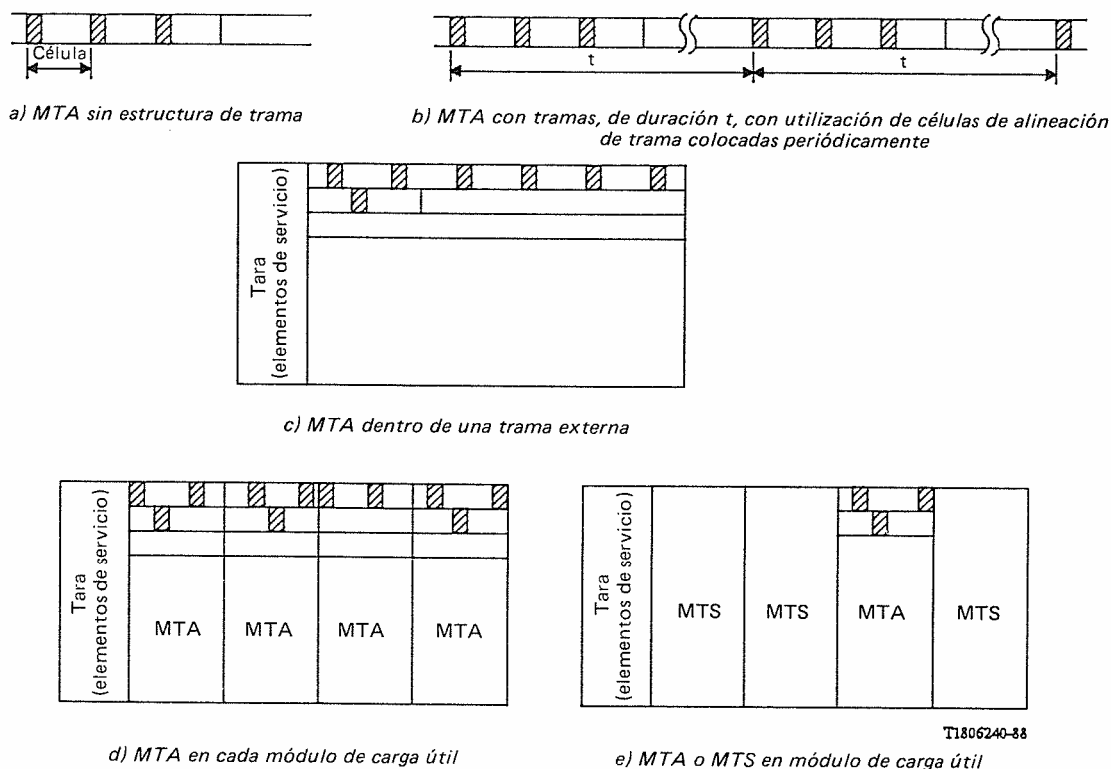 Célula
t
t
a) MTA sin estructura de trama
b) MTA con tramas, de duración t, con utilización de células de alineación
de trama colocadas periódicamente
Tara
(elementos de servicio)
c) MTA dentro de una trama externa
Tara
(elementos de servicio)
MTA
MTA
MTA
MTA
Tara
(elementos de servicio)
MTS
MTS
MTA
MTS
T1806240-88
d) MTA en cada módulo de carga útil
e) MTA o MTS en módulo de carga útil